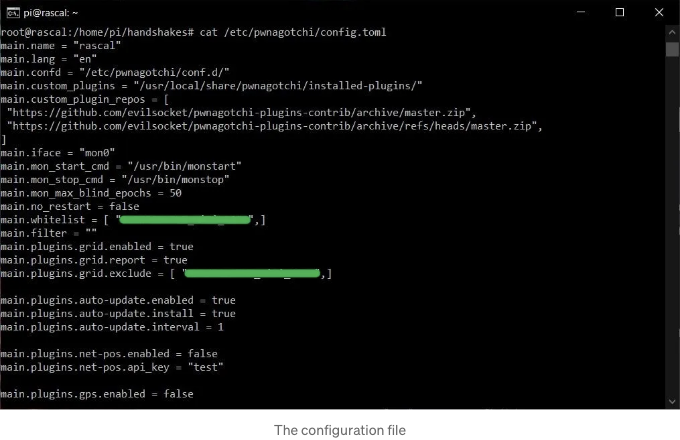 pi@rascal: ~
root@rascal:/home/pi/handshakes# cat /etc/pwnagotchi/config.toml
main.name = "rascal"
main.lang = "en"
main.confd = "/etc/pwnagotchi/conf.d/"
main.custom_plugins = "/usr/local/share/pwnagotchi/installed-plugins/"
main.custom_plugin_repos = [
"https://github.com/evilsocket/pwnagotchi-plugins-contrib/archive/master.zip",
"https://github.com/evilsocket/pwnagotchi-plugins-contrib/archive/refs/heads/master.zip",
]
main.iface = "mon0"
main.mon_start_cmd = "/usr/bin/monstart"
main.mon_stop_cmd = "/usr/bin/monstop"
main.mon_max_blind_epochs = 50
main.no_restart = false
main.whitelist = [ "",]
main.filter = ""
main.plugins.grid.enabled = true
main.plugins.grid.report = true
main.plugins.grid.exclude = [ ",]
main.plugins.auto-update.enabled = true
main.plugins.auto-update.install = true
main.plugins.auto-update.interval = 1
main.plugins.net-pos.enabled = false
main.plugins.net-pos.api_key = "test"
main.plugins.gps.enabled = false
The configuration file